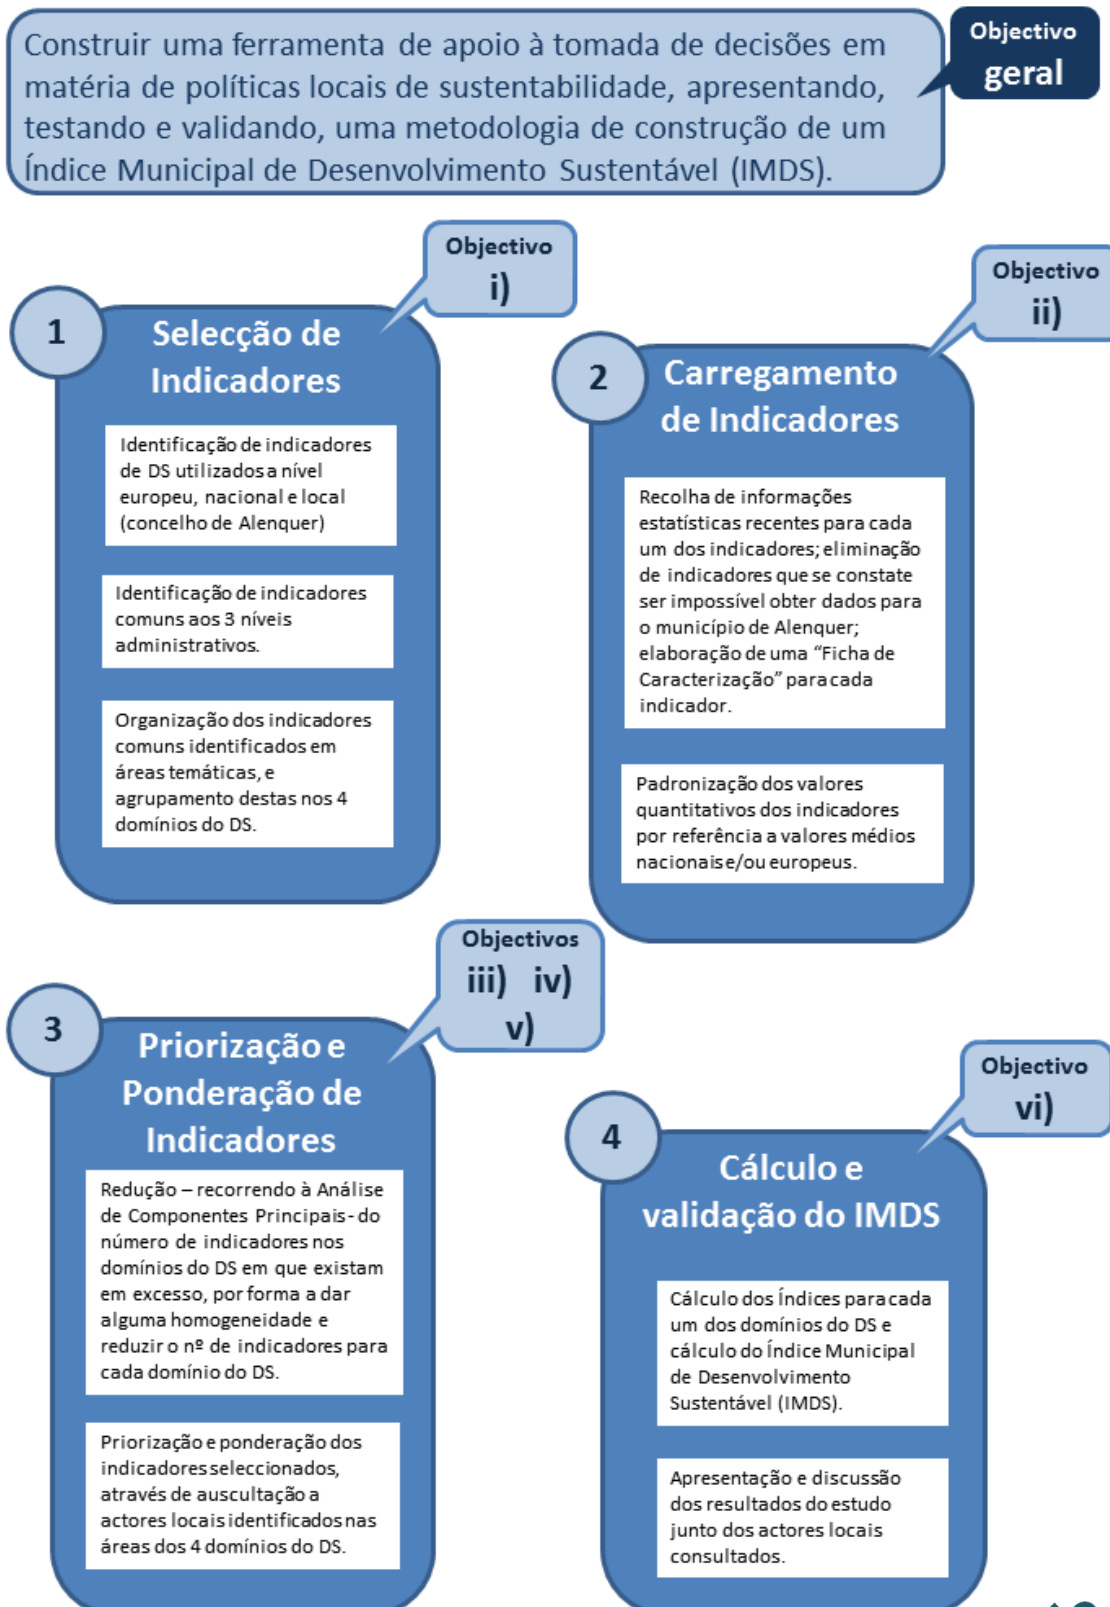 Construir uma ferramenta de apoio à tomada de decisões em
matéria de políticas locais de sustentabilidade, apresentando,
testando e validando, uma metodologia de construção de um
Índice Municipal de Desenvolvimento Sustentável (IMDS).
Objectivo
geral
Objectivo
i)
1
Selecção de
Indicadores
Identificação de indicadores
de DS utilizados a nível
europeu, nacional e local
(concelho de Alenquer)
Identificação de indicadores
comuns aos 3 níveis
administrativos.
Organização dos indicadores
comuns identificados em
áreas temáticas, e
agrupamento destas nos 4
domínios do DS.
Objectivo
ii)
2
Carregamento
de Indicadores
Recolha de informações
estatísticas recentes para cada
um dos indicadores; eliminação
de indicadores que se constate
ser impossível obter dados para
o município de Alenquer;
elaboração de uma “Ficha de
Caracterização” para cada
indicador.
Padronização dos valores
quantitativos dos indicadores
por referência a valores médios
nacionais e/ou europeus.
Objectivos
iii) iv)
v)
3
Priorização e
Ponderação de
Indicadores
Redução – recorrendo à Análise
de Componentes Principais- do
número de indicadores nos
domínios do DS em que existam
em excesso, por forma a dar
alguma homogeneidade e
reduzir o nº de indicadores para
cada domínio do DS.
Priorização e ponderação dos
indicadores seleccionados,
através de auscultação a
actores locais identificados nas
áreas dos 4 domínios do DS.
Objectivo
vi)
4
Cálculo e
validação do IMDS
Cálculo dos Índices para cada
um dos domínios do DS e
cálculo do Índice Municipal
de Desenvolvimento
Sustentável (IMDS).
Apresentação e discussão
dos resultados do estudo
junto dos actores locais
consultados.